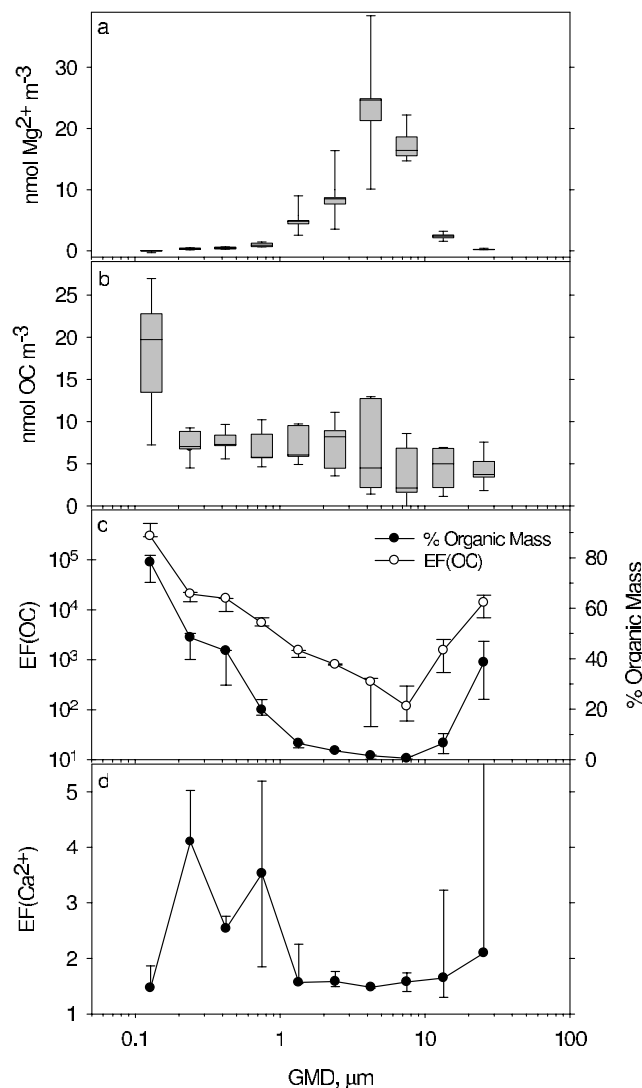 a
nmol Mg2+ m-3
30
20
10
0
b
nmol OC m-3
25
20
15
10
5
0
c
% Organic Mass
EF(OC)
EF(OC)
10^5
10^4
10^3
10^2
10^1
% Organic Mass
80
60
40
20
0
d
EF(Ca2+)
5
4
3
2
1
0.1 1 10 100
GMD, μm